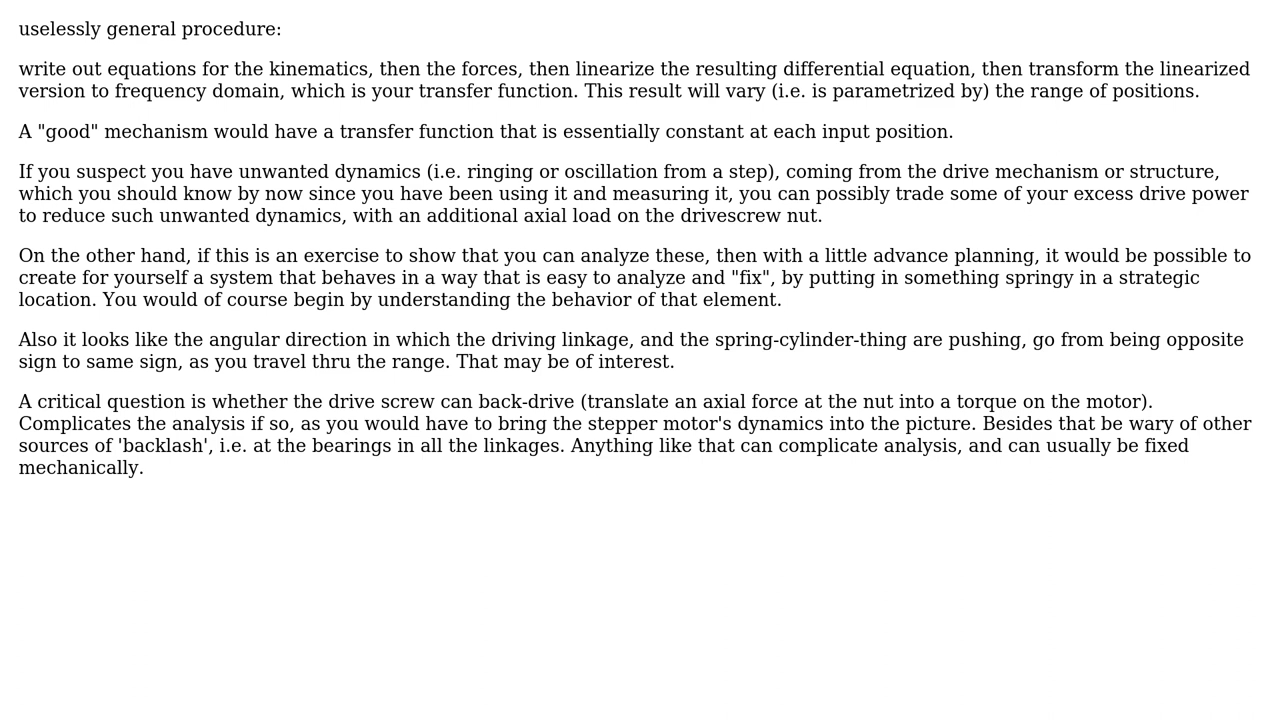 uselessly general procedure:
write out equations for the kinematics, then the forces, then linearize the resulting differential equation, then transform the linearized
version to frequency domain, which is your transfer function. This result will vary (i.e. is parametrized by) the range of positions.
A "good" mechanism would have a transfer function that is essentially constant at each input position.
If you suspect you have unwanted dynamics (i.e. ringing or oscillation from a step), coming from the drive mechanism or structure,
which you should know by now since you have been using it and measuring it, you can possibly trade some of your excess drive power
to reduce such unwanted dynamics, with an additional axial load on the drivescrew nut.
On the other hand, if this is an exercise to show that you can analyze these, then with a little advance planning, it would be possible to
create for yourself a system that behaves in a way that is easy to analyze and "fix", by putting in something springy in a strategic
location. You would of course begin by understanding the behavior of that element.
Also it looks like the angular direction in which the driving linkage, and the spring-cylinder-thing are pushing, go from being opposite
sign to same sign, as you travel thru the range. That may be of interest.
A critical question is whether the drive screw can back-drive (translate an axial force at the nut into a torque on the motor).
Complicates the analysis if so, as you would have to bring the stepper motor's dynamics into the picture. Besides that be wary of other
sources of 'backlash', i.e. at the bearings in all the linkages. Anything like that can complicate analysis, and can usually be fixed
mechanically.